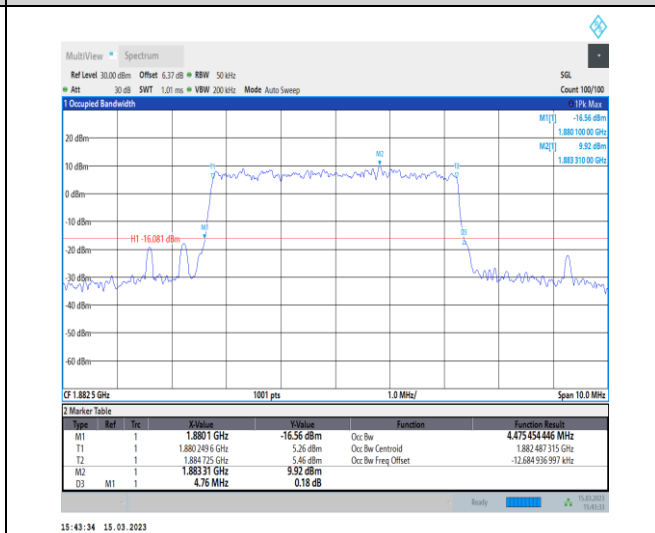 MultiView Spectrum
Ref Level 30.00 dBm Offset 6.37 dB RBW 50 kHz SGL
Att 30 dB SWT 1.01 ms VBW 200 kHz Mode Auto Sweep Count 100/100
1 Occupied Bandwidth 1Pk Max
M1[1] -16.56 dBm
1.880 100 00 GHz
M2[1] 9.92 dBm
1.883 310 00 GHz
20 dBm
M2
10 dBm
T1 T2
0 dBm
-10 dBm
M1 D3
H1 -16.081 dBm
-20 dBm
-30 dBm
-40 dBm
-50 dBm
-60 dBm
CF 1.882 5 GHz 1001 pts 1.0 MHz/ Span 10.0 MHz
2 Marker Table
Type Ref Trc X-Value Y-Value Function Function Result
M1 1 1.8801 GHz -16.56 dBm Occ Bw 4.475 454 446 MHz
T1 1 1.880 249 6 GHz 5.26 dBm Occ Bw Centroid 1.882 487 315 GHz
T2 1 1.884 725 GHz 5.46 dBm Occ Bw Freq Offset -12.684 936 997 kHz
M2 1 1.883 31 GHz 9.92 dBm
D3 M1 1 4.76 MHz 0.18 dB
Ready 15.03.2023
15:43:33
15:43:34 15.03.2023